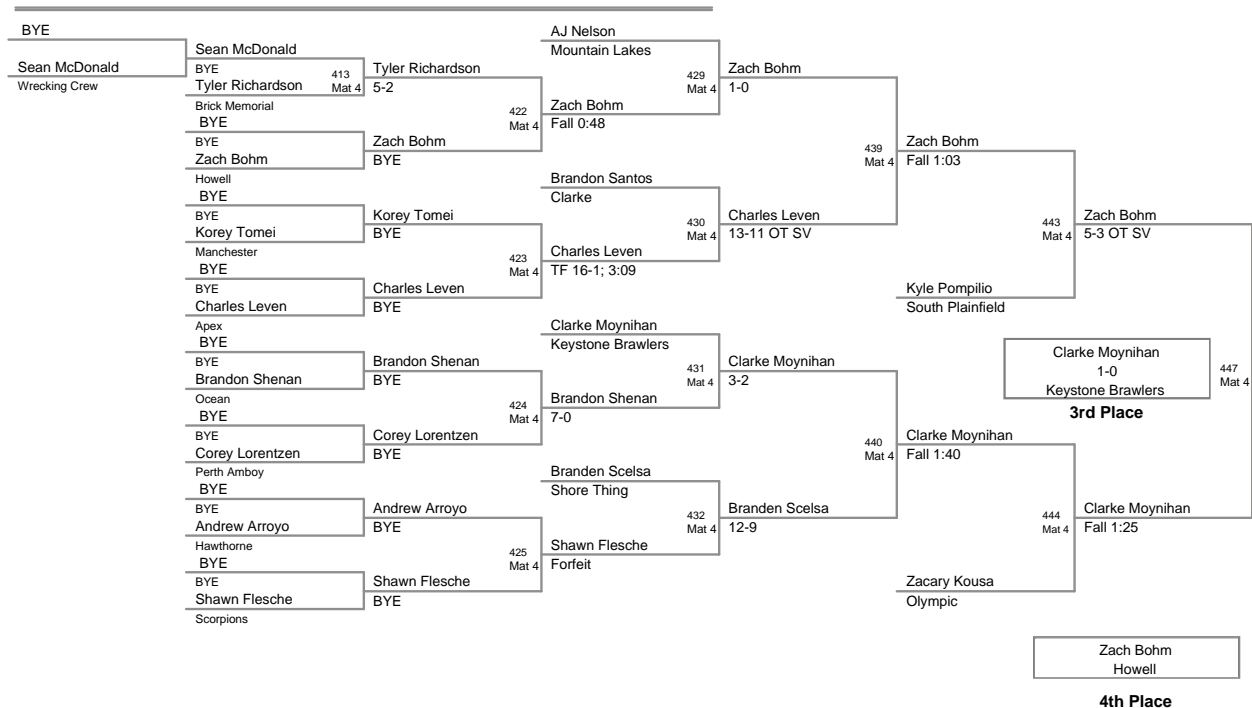 BYE
Sean McDonald
Wrecking Crew
Sean McDonald
BYE
Tyler Richardson
Brick Memorial
BYE
BYE
Zach Bohm
Howell
BYE
BYE
Korey Tomei
Manchester
BYE
BYE
Charles Leven
Apex
BYE
BYE
Brandon Shenan
Ocean
BYE
BYE
Corey Lorentzen
Perth Amboy
BYE
BYE
Andrew Arroyo
Hawthorne
BYE
BYE
Shawn Flesche
Scorpions
413
Mat 4
Tyler Richardson
5-2
Zach Bohm
BYE
Korey Tomei
BYE
Charles Leven
BYE
Brandon Shenan
BYE
Corey Lorentzen
BYE
Andrew Arroyo
BYE
Shawn Flesche
BYE
422
Mat 4
423
Mat 4
424
Mat 4
425
Mat 4
AJ Nelson
Mountain Lakes
Zach Bohm
Fall 0:48
Brandon Santos
Clarke
Charles Leven
TF 16-1; 3:09
Clarke Moynihan
Keystone Brawlers
Brandon Shenan
7-0
Branden Scelsa
Shore Thing
Shawn Flesche
Forfeit
429
Mat 4
430
Mat 4
431
Mat 4
432
Mat 4
Zach Bohm
1-0
Charles Leven
13-11 OT SV
Clarke Moynihan
3-2
Branden Scelsa
12-9
439
Mat 4
440
Mat 4
Zach Bohm
Fall 1:03
Kyle Pompilio
South Plainfield
Clarke Moynihan
Fall 1:40
Zacary Kousa
Olympic
443
Mat 4
444
Mat 4
Zach Bohm
5-3 OT SV
Clarke Moynihan
Fall 1:25
447
Mat 4
Clarke Moynihan
1-0
Keystone Brawlers
3rd Place
Zach Bohm
Howell
4th Place